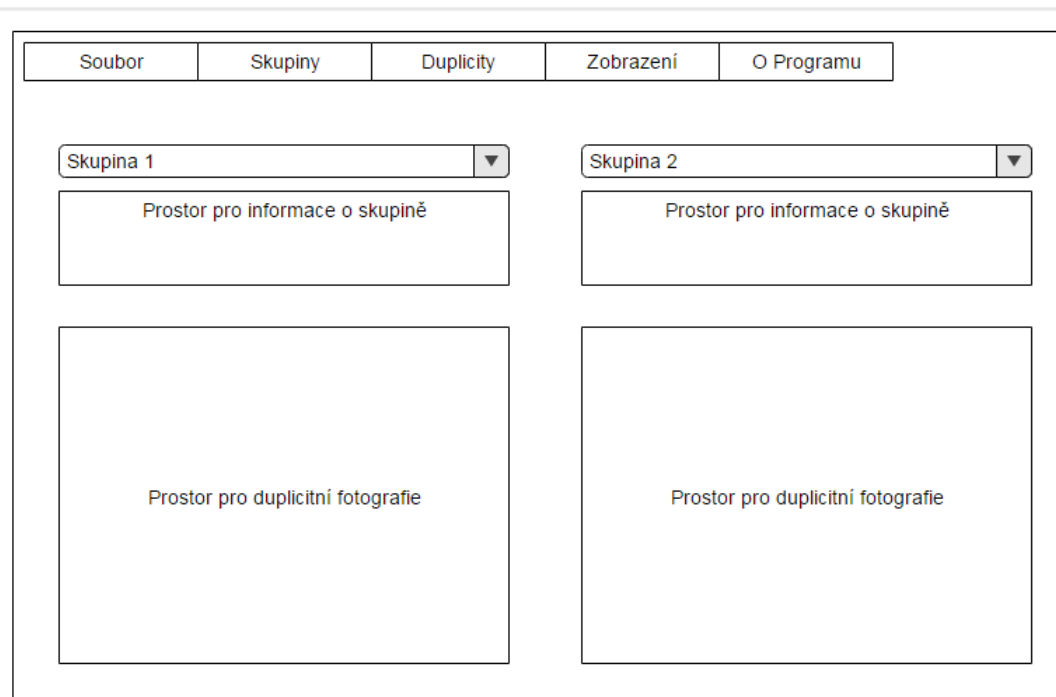 Soubor Skupiny Duplicity Zobrazení O Programu
Skupina 1 Skupina 2
Prostor pro informace o skupině Prostor pro informace o skupině
Prostor pro duplicitní fotografie Prostor pro duplicitní fotografie